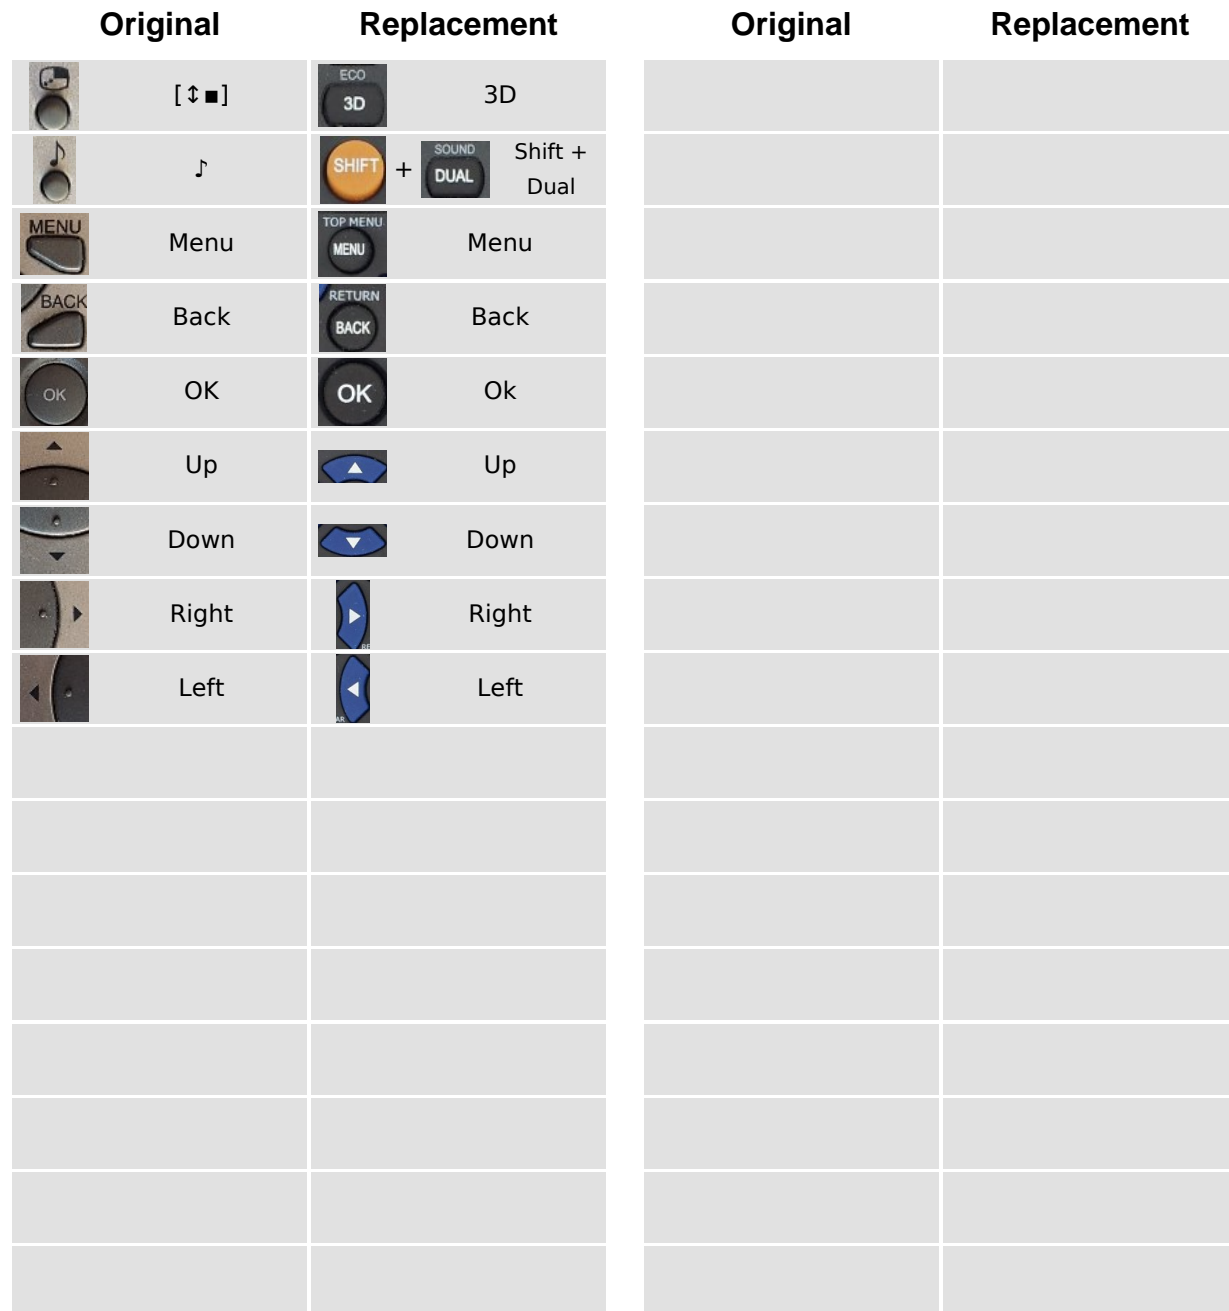 Original Replacement Original Replacement
[↕■] ECO 3D 3D
♪ SHIFT + SOUND DUAL Shift + Dual
MENU Menu TOP MENU MENU Menu
BACK Back RETURN BACK Back
OK OK OK Ok
Up Up
Down Down
Right Right
Left AR Left